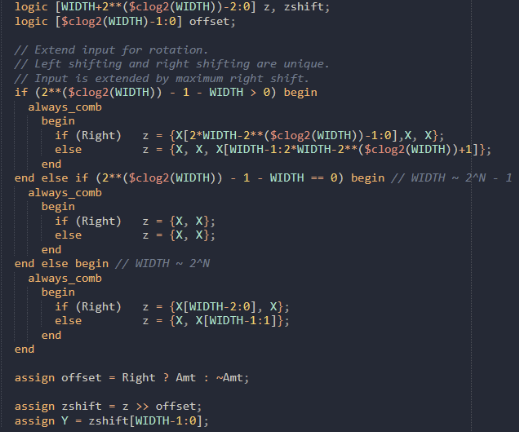 logic [WIDTH+2**($clog2(WIDTH))-2:0] z, zshift;
logic [$clog2(WIDTH)-1:0] offset;
// Extend input for rotation.
// Left shifting and right shifting are unique.
// Input is extended by maximum right shift.
if (2**($clog2(WIDTH)) - 1 - WIDTH > 0) begin
always_comb
begin
if (Right) z = {X[2*WIDTH-2**($clog2(WIDTH))-1:0],X, X};
else z = {X, X, X[WIDTH-1:2*WIDTH-2**($clog2(WIDTH))+1]};
end
end else if (2**($clog2(WIDTH)) - 1 - WIDTH == 0) begin // WIDTH ~ 2^N - 1
always_comb
begin
if (Right) z = {X, X};
else z = {X, X};
end
end else begin // WIDTH ~ 2^N
always_comb
begin
if (Right) z = {X[WIDTH-2:0], X};
else z = {X, X[WIDTH-1:1]};
end
end
assign offset = Right ? Amt : ~Amt;
assign zshift = z >> offset;
assign Y = zshift[WIDTH-1:0];